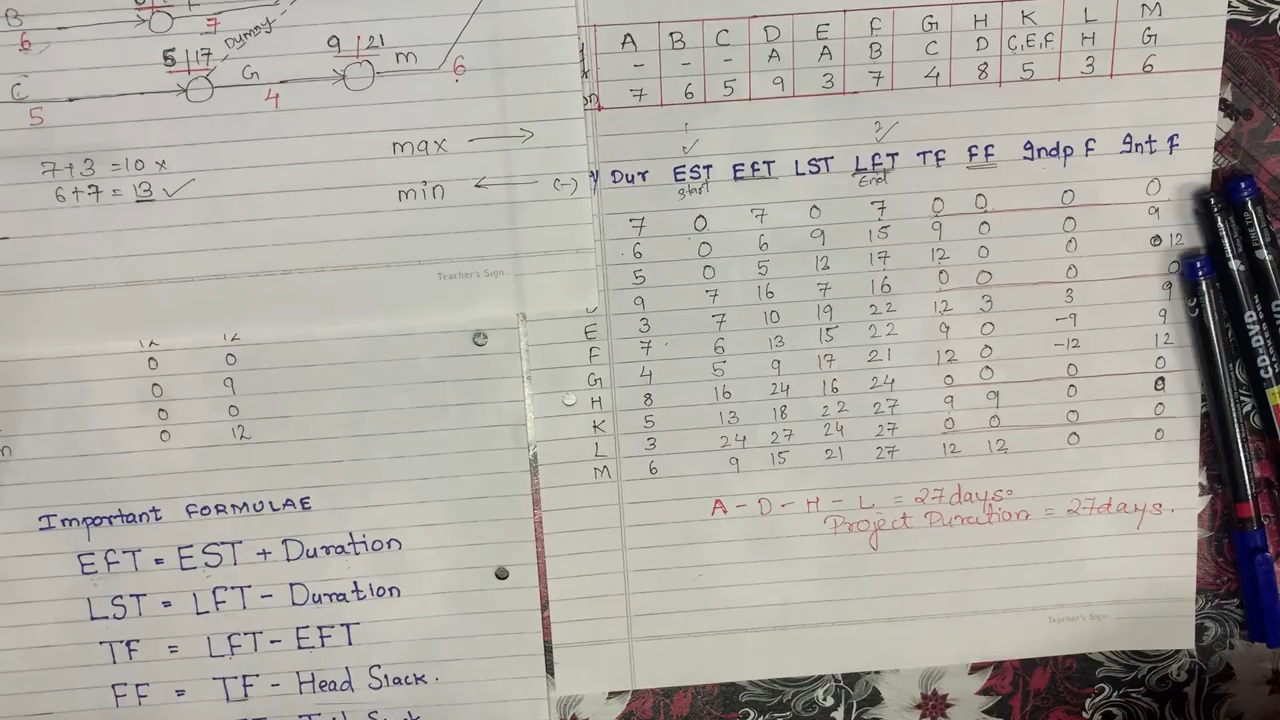 B
6
7
5 | 17
Dummy
G
4
9 | 21
m
6
C
5
7+3 =10 ×
6+7 = 13 ✓
max →
min ← (-)
Teacher's Sign
0 0
0 9
0 0
0 12
Important FORMULAE
EFT = EST + Duration
LST = LFT - Duration
TF = LFT - EFT
FF = TF - Head Slack.
A B C D E F G H K L M
- - - A A B C D C,E,F H G
7 6 5 9 3 7 4 8 5 3 6
Dur EST EFT LST LFT TF FF Indp F Int F
Start End
7 0 7 0 7 0 0 0 0
6 0 6 9 15 9 0 0 9
5 0 5 12 17 12 0 0 12
9 7 16 7 16 0 0 0 0
E 3 7 10 19 22 12 3 3 9
F 7 6 13 15 22 9 0 -9 9
G 4 5 9 17 21 12 0 -12 12
H 8 16 24 16 24 0 0 0 0
K 5 13 18 22 27 9 9 0 0
L 3 24 27 24 27 0 0 0 0
M 6 9 15 21 27 12 12 0 0
A - D - H - L = 27days.
Project Duration = 27days.
Teacher's Sign